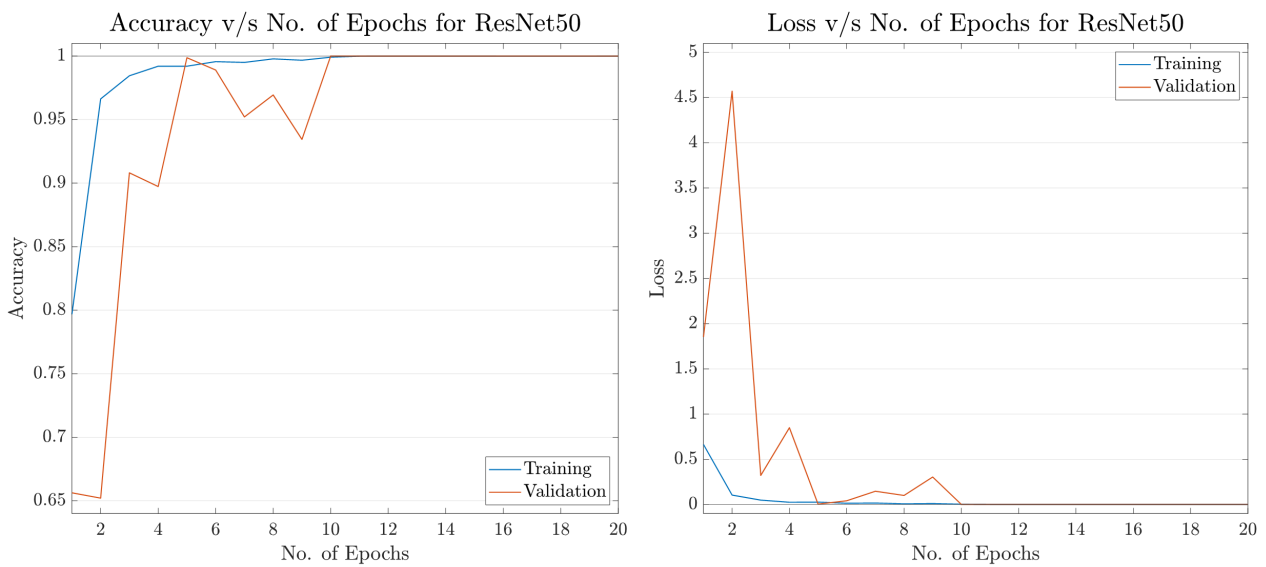 Accuracy v/s No. of Epochs for ResNet50
1
0.95
0.9
0.85
0.8
0.75
0.7
0.65
Accuracy
Training
Validation
2 4 6 8 10 12 14 16 18 20
No. of Epochs
Loss v/s No. of Epochs for ResNet50
5
4.5
4
3.5
3
2.5
2
1.5
1
0.5
0
Loss
Training
Validation
2 4 6 8 10 12 14 16 18 20
No. of Epochs